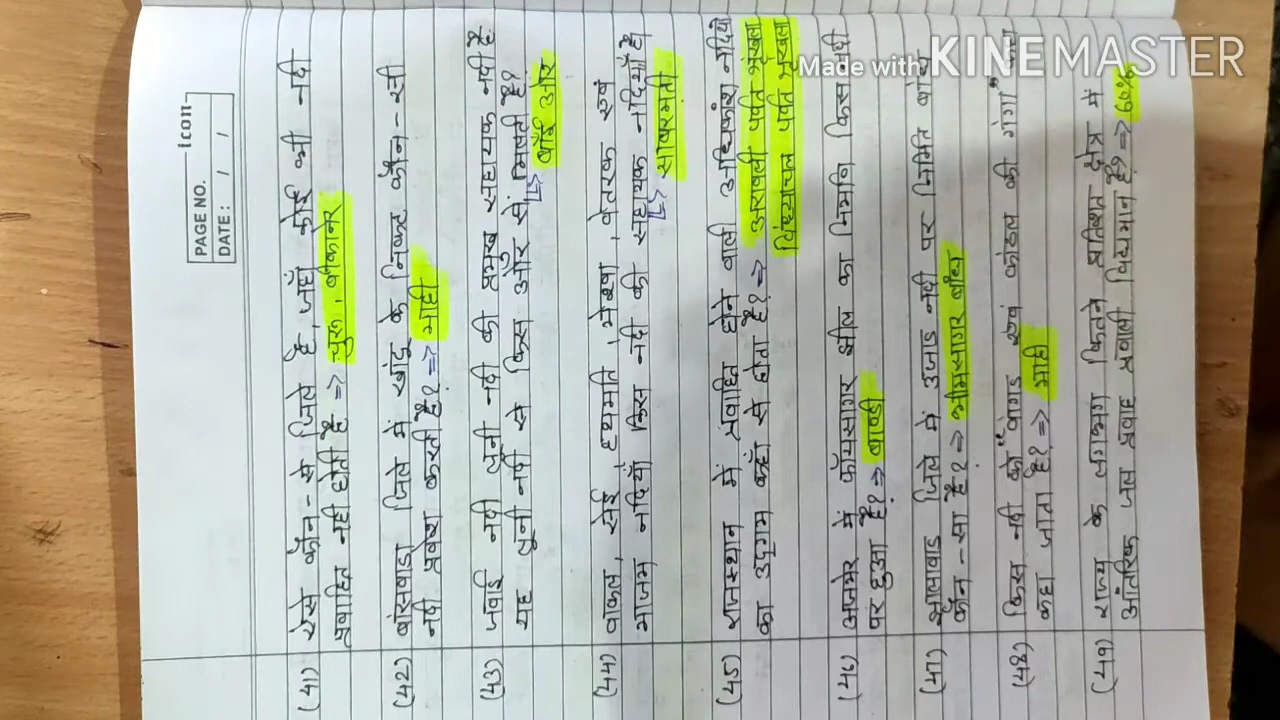 icon
PAGE NO.
DATE: / /
(41) ऐसे कौन-से जिले है, जहाँ कोई भी नदी
प्रवाहित नही होती है => चुरू, बीकानेर
(42) बांसवाडा जिले में खांदू के निकट कौन-सी
नदी प्रवेश करती है? => माही
(43) जवाई नदी लूनी नदी की प्रमुख सहायक नदी है
यह लूनी नदी से किस ओर से मिलती है?
↳ बाँई ओर
(44) वाकल, सेई, हथमति, मेश्वा, वेतरक एवं
माजम नदियाँ किस नदी की सहायक नदियाँ है?
↳ साबरमती
(45) राजस्थान में प्रवाहित होने वाली अधिकांश नदियो
का उद्गम कहाँ से होता है? => अरावली पर्वत श्रृंखला
विंध्याचल पर्वत श्रृंखला
(46) अजमेर में फॉयसागर झील का निर्माण किस नदी
पर हुआ है? => बाण्डी
(47) झालावाड जिले में उजाड नदी पर निर्मित बाँध
कौन-सा है? => भीमसागर बाँध
(48) किस नदी को "वांगड एवं कांठल की गंगा"
कहा जाता है? => माही
(49) राज्य के लगभग कितने प्रतिशत क्षेत्र में
आंतरिक जल प्रवाह प्रवाली विद्यमान है? => 60%
Made with KINEMASTER